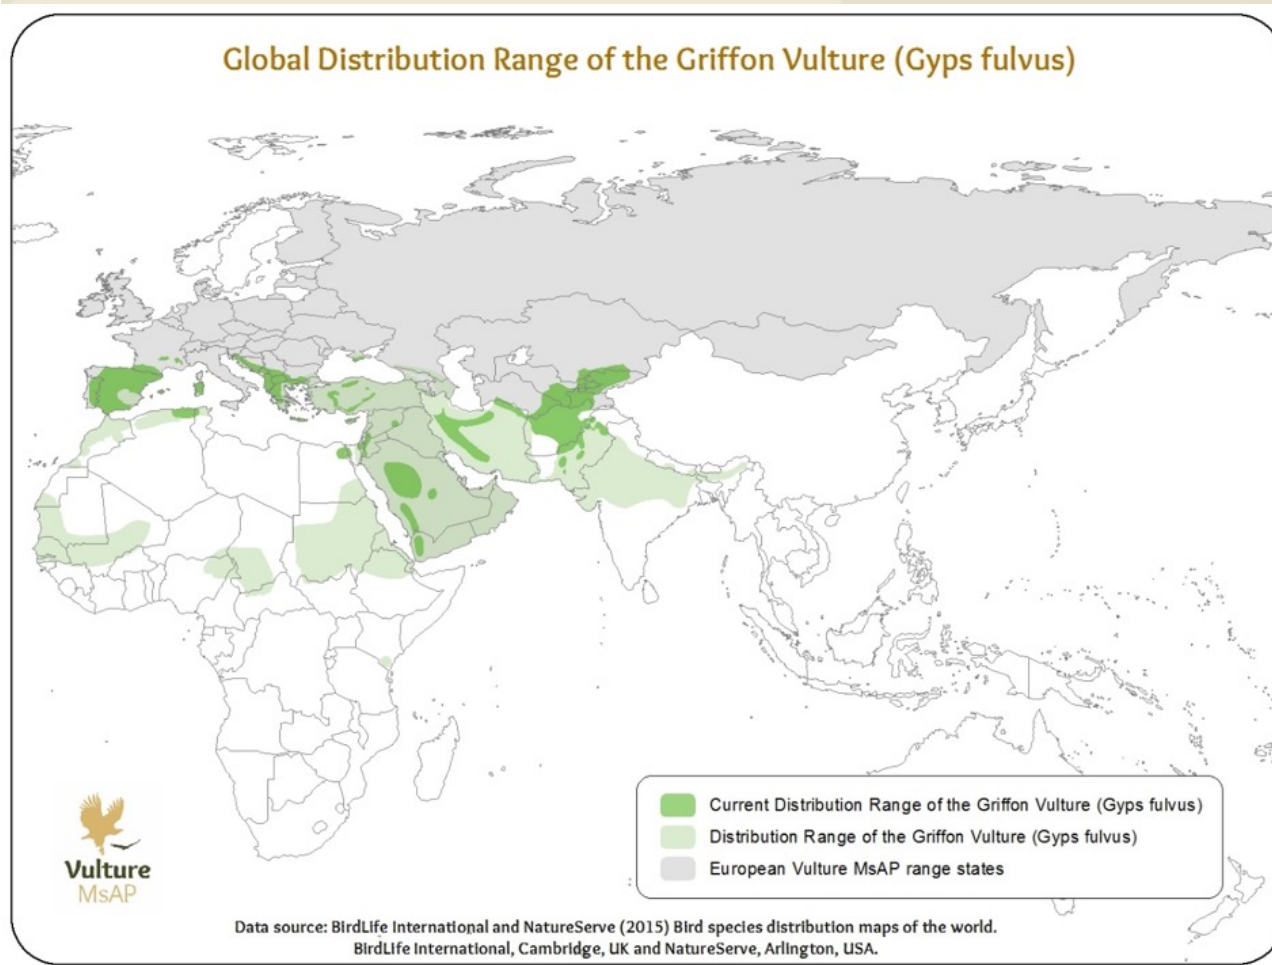 Global Distribution Range of the Griffon Vulture (Gyps fulvus)
Current Distribution Range of the Griffon Vulture (Gyps fulvus)
Distribution Range of the Griffon Vulture (Gyps fulvus)
European Vulture MsAP range states
Vulture
MsAP
Data source: BirdLife International and NatureServe (2015) Bird species distribution maps of the world.
BirdLife International, Cambridge, UK and NatureServe, Arlington, USA.